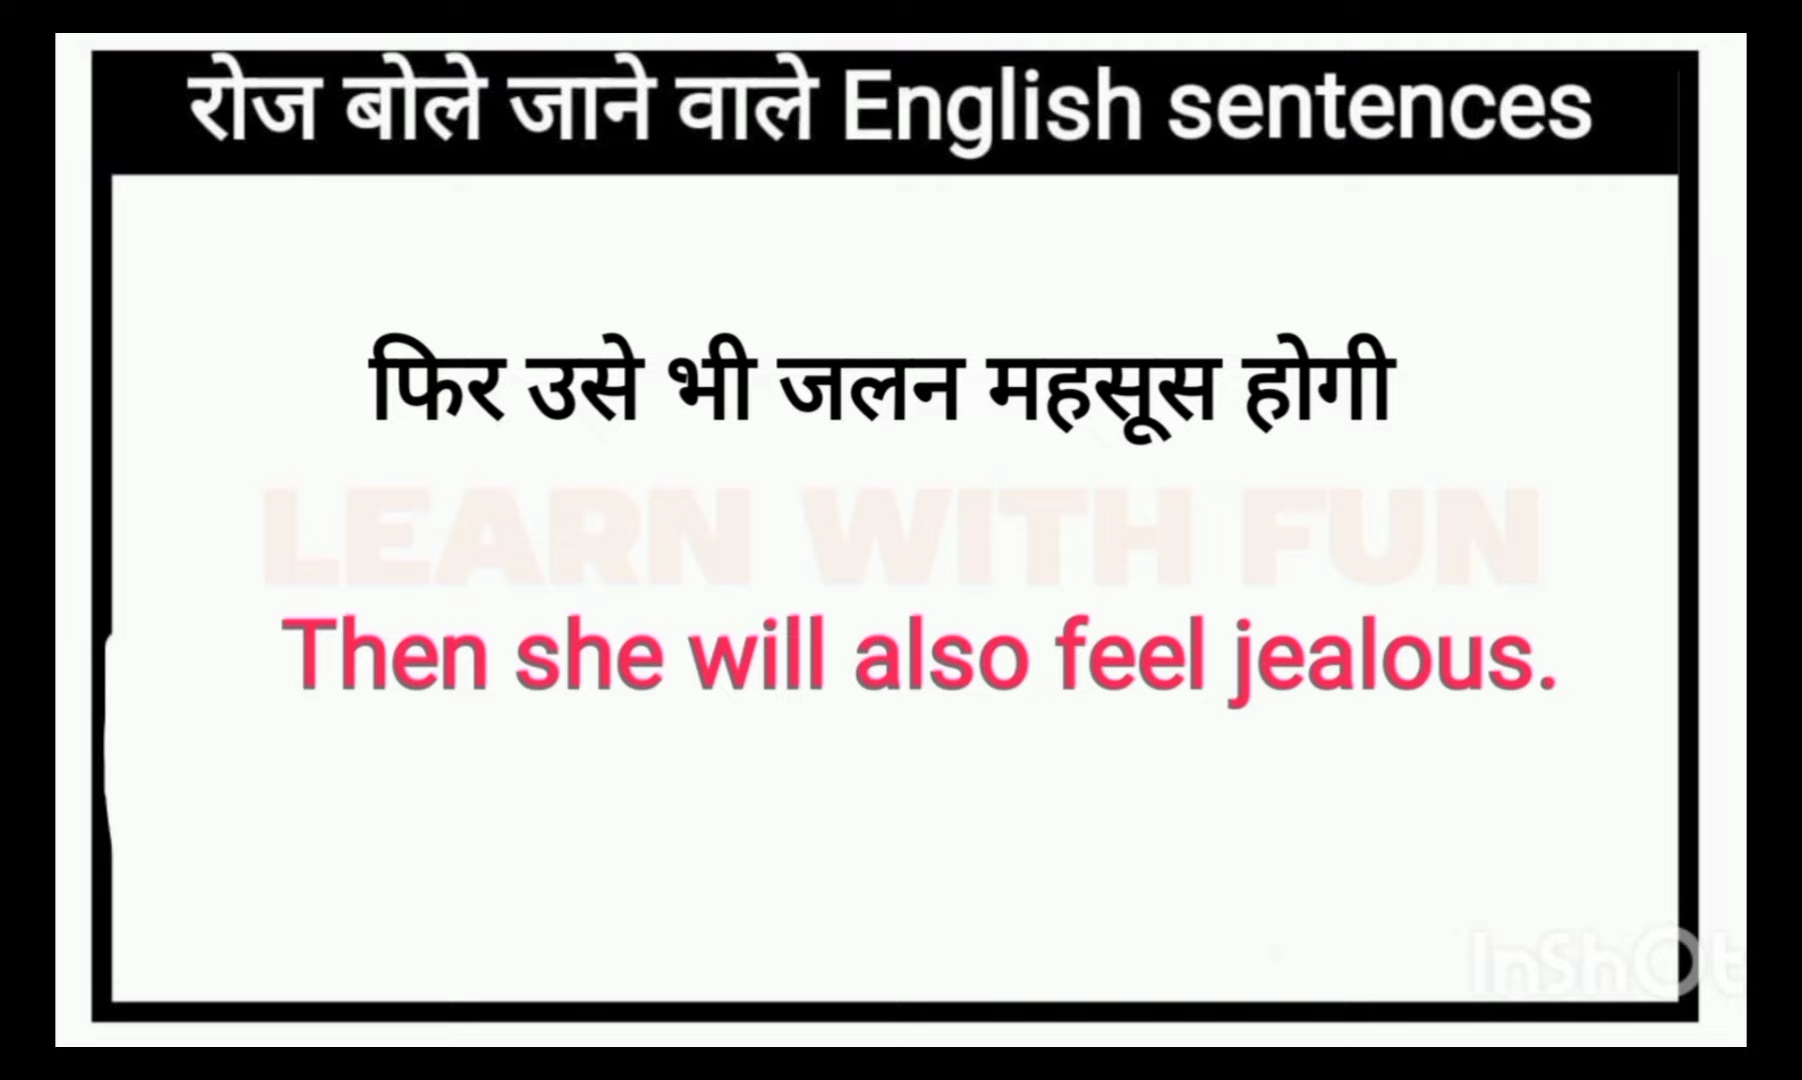 रोज बोले जाने वाले English sentences
फिर उसे भी जलन महसूस होगी
LEARN WITH FUN
Then she will also feel jealous.
InShOt